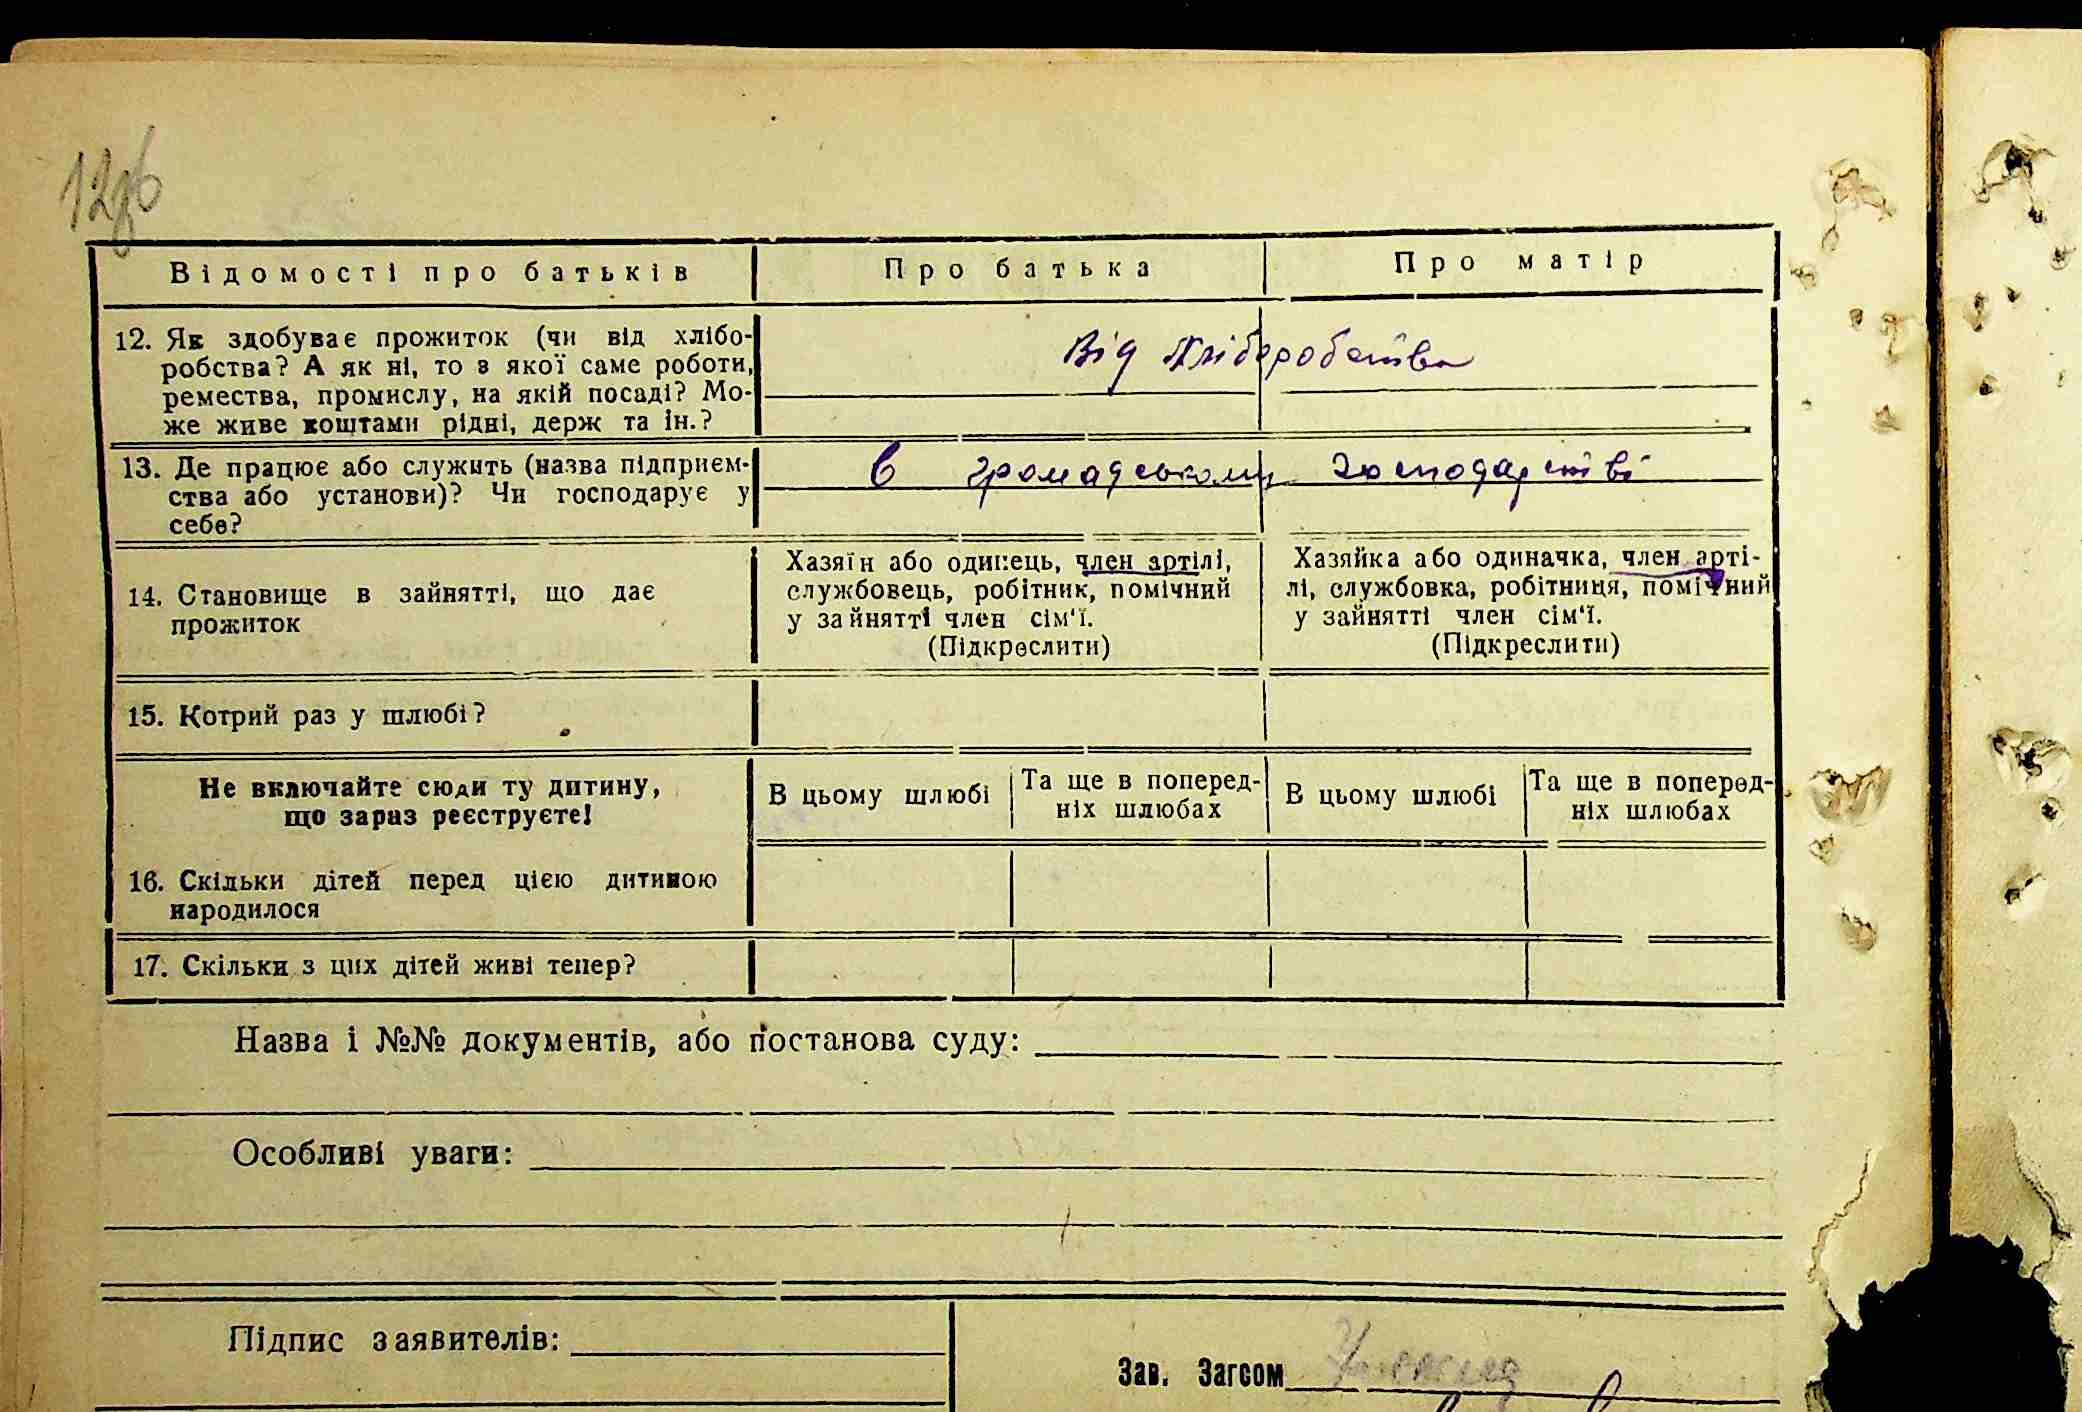 Відомості про батьків Про батька Про матір
12. Як здобуває прожиток (чи від хлібо-
робства? А як ні, то з якої саме роботи,
ремества, промислу, на якій посаді? Мо-
же живе коштами рідні, держ та ін.?
Від Хліборобства
13. Де працює або служить (назва підприєм-
ства або установи)? Чи господарує у
себе?
в громадському господарстві
14. Становище в зайнятті, що дає
прожиток
Хазяїн або одинець, член артілі,
службовець, робітник, помічний
у зайнятті член сім'ї.
(Підкреслити)
Хазяйка або одиначка, член арті-
лі, службовка, робітниця, помічний
у зайнятті член сім'ї.
(Підкреслити)
15. Котрий раз у шлюбі?
Не включайте сюди ту дитину,
що зараз реєструєте!
В цьому шлюбі
Та ще в поперед-
ніх шлюбах
В цьому шлюбі
Та ще в поперед-
ніх шлюбах
16. Скільки дітей перед цією дитиною
народилося
17. Скільки з цих дітей живі тепер?
Назва і №№ документів, або постанова суду:
Особливі уваги:
Підпис заявителів:
Зав. Загсом